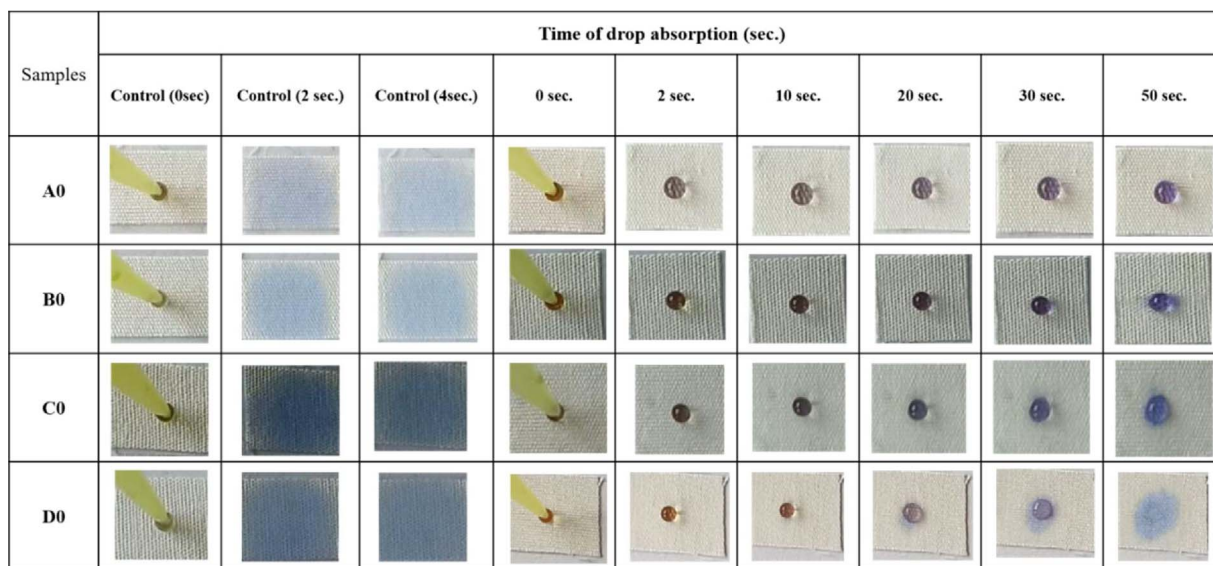 Time of drop absorption (sec.)
Samples
Control (0sec) Control (2 sec.) Control (4sec.) 0 sec. 2 sec. 10 sec. 20 sec. 30 sec. 50 sec.
A0
B0
C0
D0